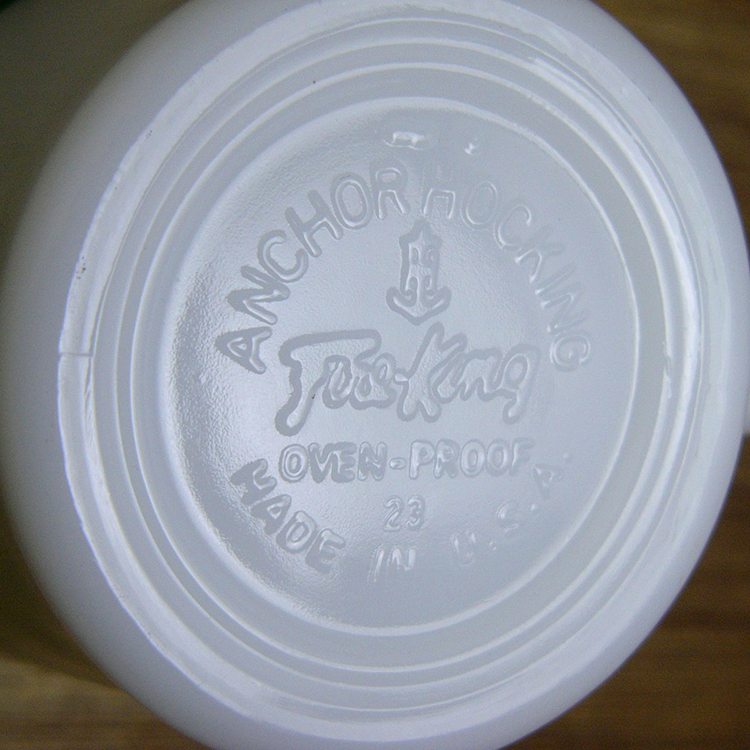 ANCHOR HOCKING
H
Fire-King
OVEN-PROOF
23
MADE IN U.S.A.